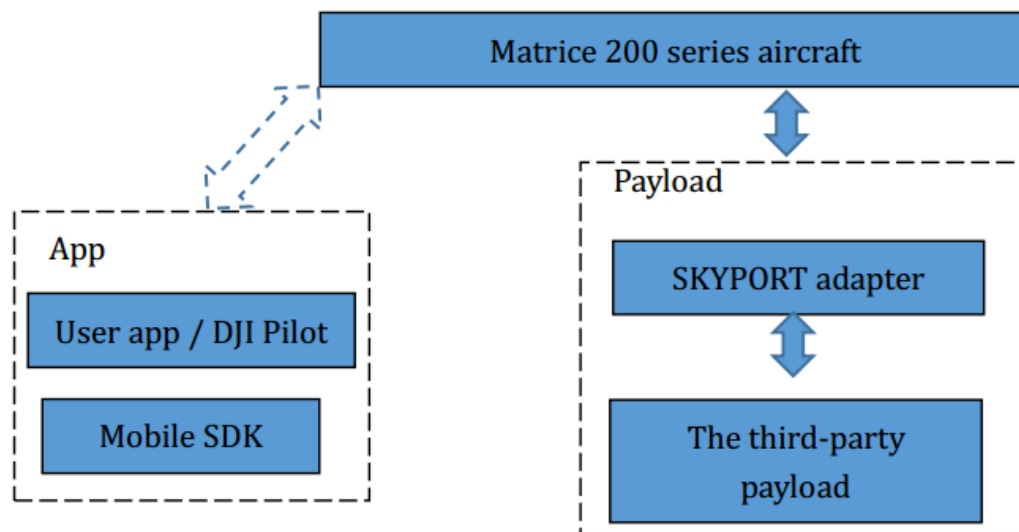 Matrice 200 series aircraft
Payload
App
SKYPORT adapter
User app / DJI Pilot
Mobile SDK
The third-party
payload